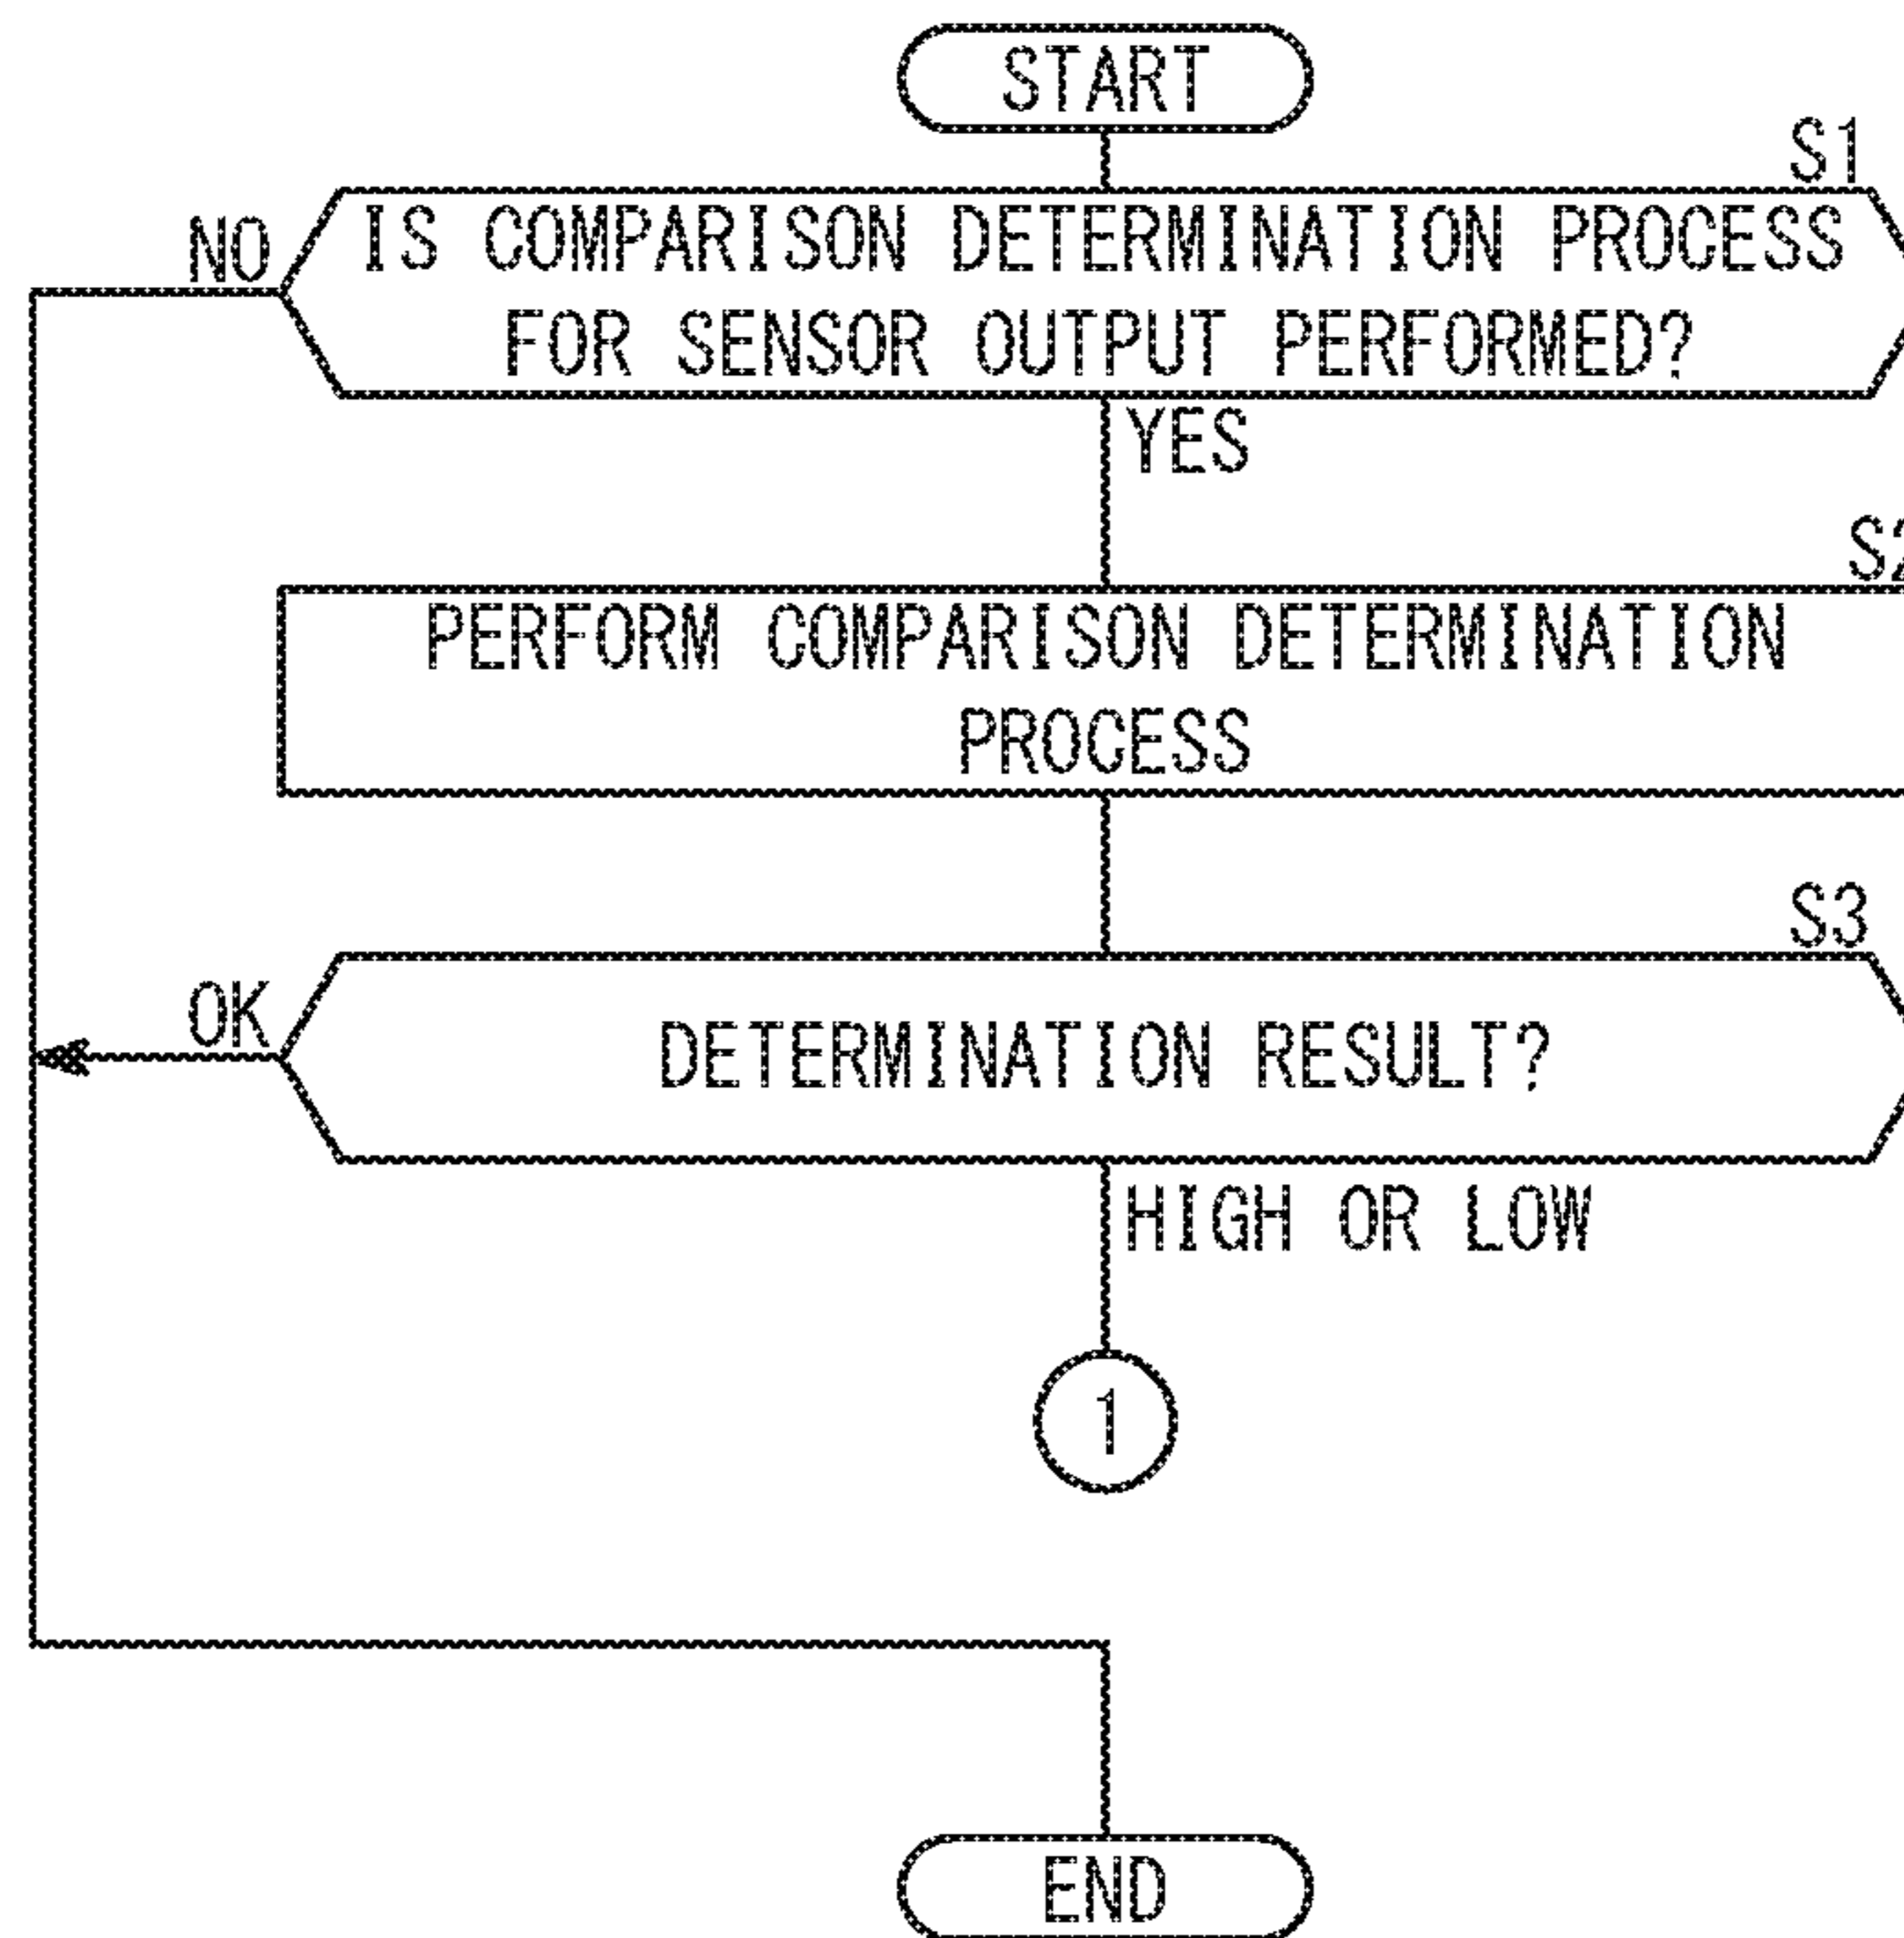 START
S1
NO
IS COMPARISON DETERMINATION PROCESS
FOR SENSOR OUTPUT PERFORMED?
YES
S2
PERFORM COMPARISON DETERMINATION
PROCESS
S3
OK
DETERMINATION RESULT?
HIGH OR LOW
1
END